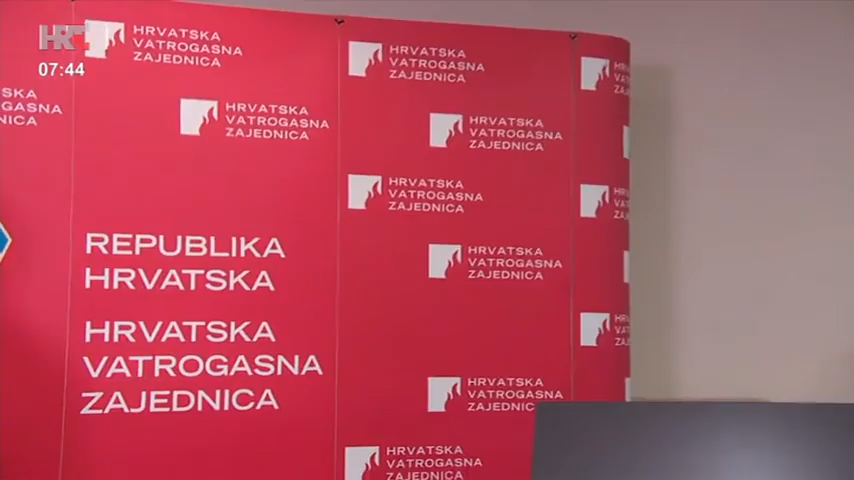 HRT
07:44
HRVATSKA
VATROGASNA
ZAJEDNICA
HRVATSKA
VATROGASNA
ZAJEDNICA
HRVATSKA
VATROGASNA
ZAJEDNICA
HRVATSKA
VATROGASNA
ZAJEDNICA
HRVATSKA
VATROGASNA
ZAJEDNICA
REPUBLIKA
HRVATSKA
HRVATSKA
VATROGASNA
ZAJEDNICA
HRVATSKA
VATROGASNA
ZAJEDNICA
HRVATSKA
VATROGASNA
ZAJEDNICA
HRVATSKA
VATROGASNA
ZAJEDNICA